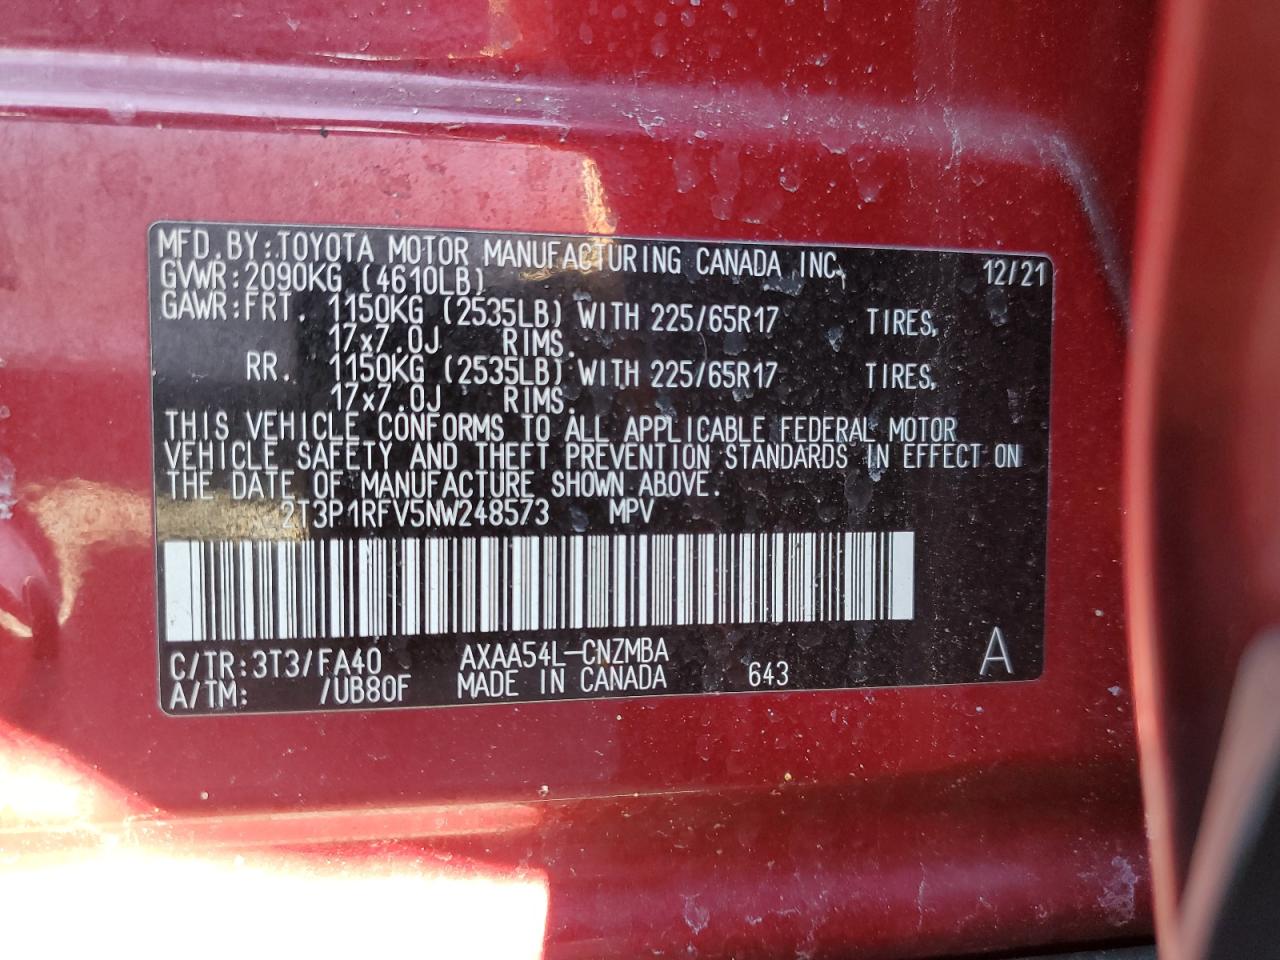 MFD.BY:TOYOTA MOTOR MANUFACTURING CANADA INC. 12/21
GVWR:2090KG (4610LB)
GAWR:FRT. 1150KG (2535LB) WITH 225/65R17 TIRES,
17x7.0J RIMS.
RR. 1150KG (2535LB) WITH 225/65R17 TIRES,
17x7.0J RIMS.
THIS VEHICLE CONFORMS TO ALL APPLICABLE FEDERAL MOTOR
VEHICLE SAFETY AND THEFT PREVENTION STANDARDS IN EFFECT ON
THE DATE OF MANUFACTURE SHOWN ABOVE.
2T3P1RFV5NW248573 MPV
C/TR:3T3/FA40 AXAA54L-CNZMBA
A/TM: /UB80F MADE IN CANADA 643 A